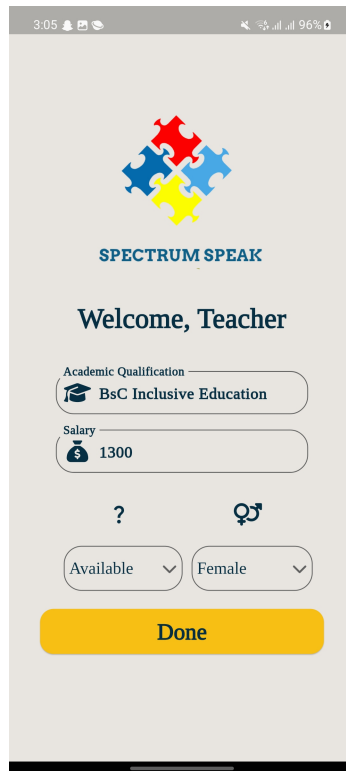 3:05
96%
SPECTRUM SPEAK
Welcome, Teacher
Academic Qualification
BsC Inclusive Education
Salary
1300
?
Available
Female
Done